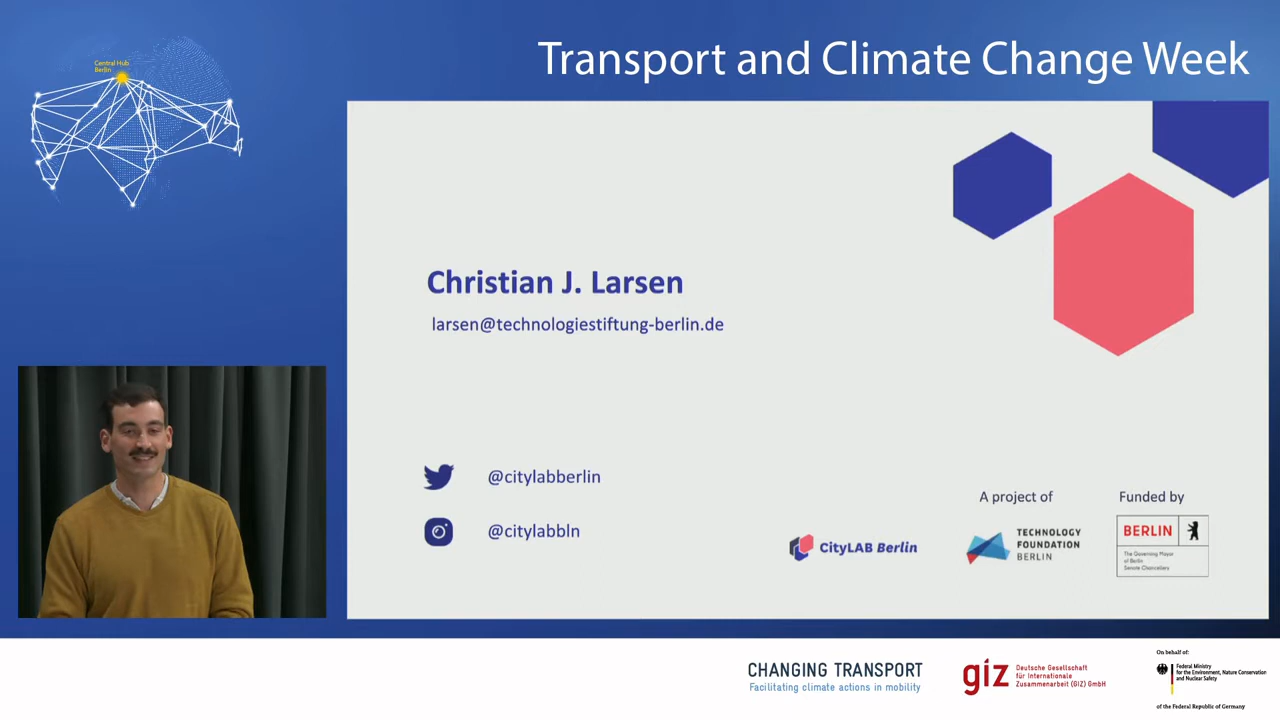 Central Hub
Berlin
Transport and Climate Change Week
Christian J. Larsen
larsen@technologiestiftung-berlin.de
@citylabberlin
@citylabbln
A project of
Funded by
CityLAB Berlin
TECHNOLOGY
FOUNDATION
BERLIN
BERLIN
The Governing Mayor
of Berlin
Senate Chancellery
CHANGING TRANSPORT
Facilitating climate actions in mobility
giz
Deutsche Gesellschaft
für Internationale
Zusammenarbeit (GIZ) GmbH
On behalf of:
Federal Ministry
for the Environment, Nature Conservation
and Nuclear Safety
of the Federal Republic of Germany